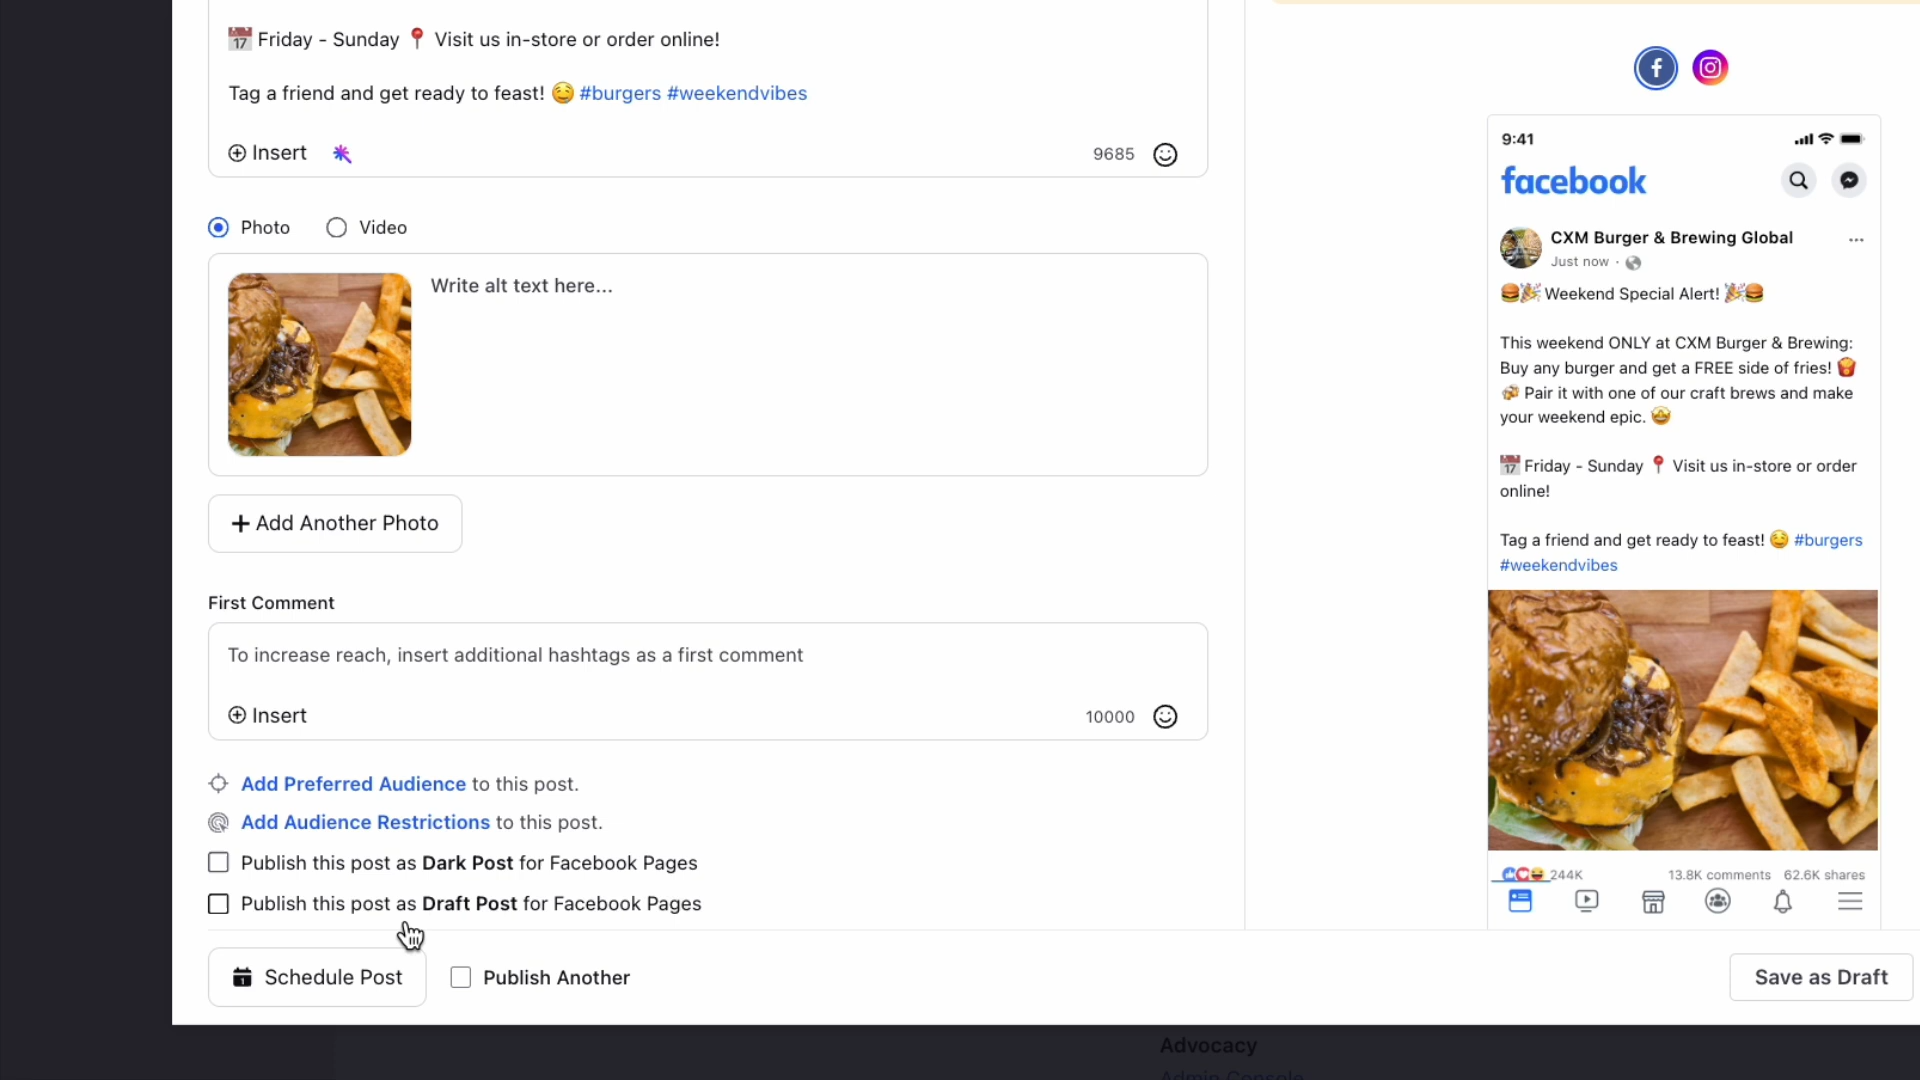 📅 Friday - Sunday 📍 Visit us in-store or order online!
Tag a friend and get ready to feast! 😋 #burgers #weekendvibes
Insert
9685
Photo
Video
Write alt text here...
+ Add Another Photo
First Comment
To increase reach, insert additional hashtags as a first comment
Insert
10000
Add Preferred Audience to this post.
Add Audience Restrictions to this post.
Publish this post as Dark Post for Facebook Pages
Publish this post as Draft Post for Facebook Pages
Schedule Post
Publish Another
9:41
facebook
CXM Burger & Brewing Global
...
Just now ·
🍔🎉 Weekend Special Alert! 🎉🍔
This weekend ONLY at CXM Burger & Brewing:
Buy any burger and get a FREE side of fries! 🍟
🍻 Pair it with one of our craft brews and make
your weekend epic. 🤩
📅 Friday - Sunday 📍 Visit us in-store or order
online!
Tag a friend and get ready to feast! 😋 #burgers
#weekendvibes
244K
13.8K comments 62.6K shares
Save as Draft
Advocacy
Admin Console